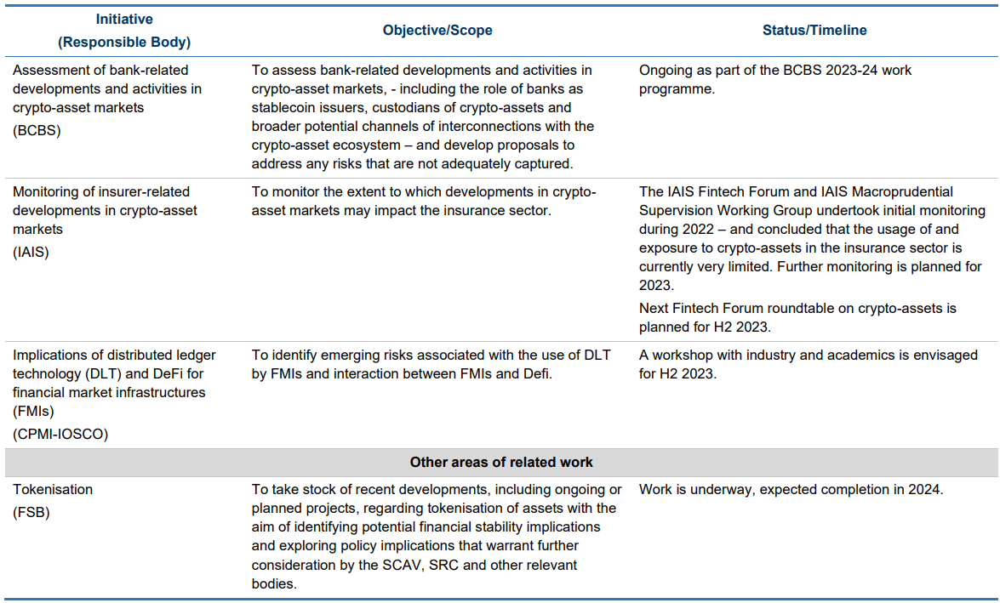 Initiative
(Responsible Body)
Objective/Scope
Status/Timeline
Assessment of bank-related
developments and activities in
crypto-asset markets
(BCBS)
To assess bank-related developments and activities in
crypto-asset markets, - including the role of banks as
stablecoin issuers, custodians of crypto-assets and
broader potential channels of interconnections with the
crypto-asset ecosystem – and develop proposals to
address any risks that are not adequately captured.
Ongoing as part of the BCBS 2023-24 work
programme.
Monitoring of insurer-related
developments in crypto-asset
markets
(IAIS)
To monitor the extent to which developments in crypto-
asset markets may impact the insurance sector.
The IAIS Fintech Forum and IAIS Macroprudential
Supervision Working Group undertook initial monitoring
during 2022 – and concluded that the usage of and
exposure to crypto-assets in the insurance sector is
currently very limited. Further monitoring is planned for
2023.
Next Fintech Forum roundtable on crypto-assets is
planned for H2 2023.
Implications of distributed ledger
technology (DLT) and DeFi for
financial market infrastructures
(FMIs)
(CPMI-IOSCO)
To identify emerging risks associated with the use of DLT
by FMIs and interaction between FMIs and Defi.
A workshop with industry and academics is envisaged
for H2 2023.
Other areas of related work
Tokenisation
(FSB)
To take stock of recent developments, including ongoing or
planned projects, regarding tokenisation of assets with the
aim of identifying potential financial stability implications
and exploring policy implications that warrant further
consideration by the SCAV, SRC and other relevant
bodies.
Work is underway, expected completion in 2024.